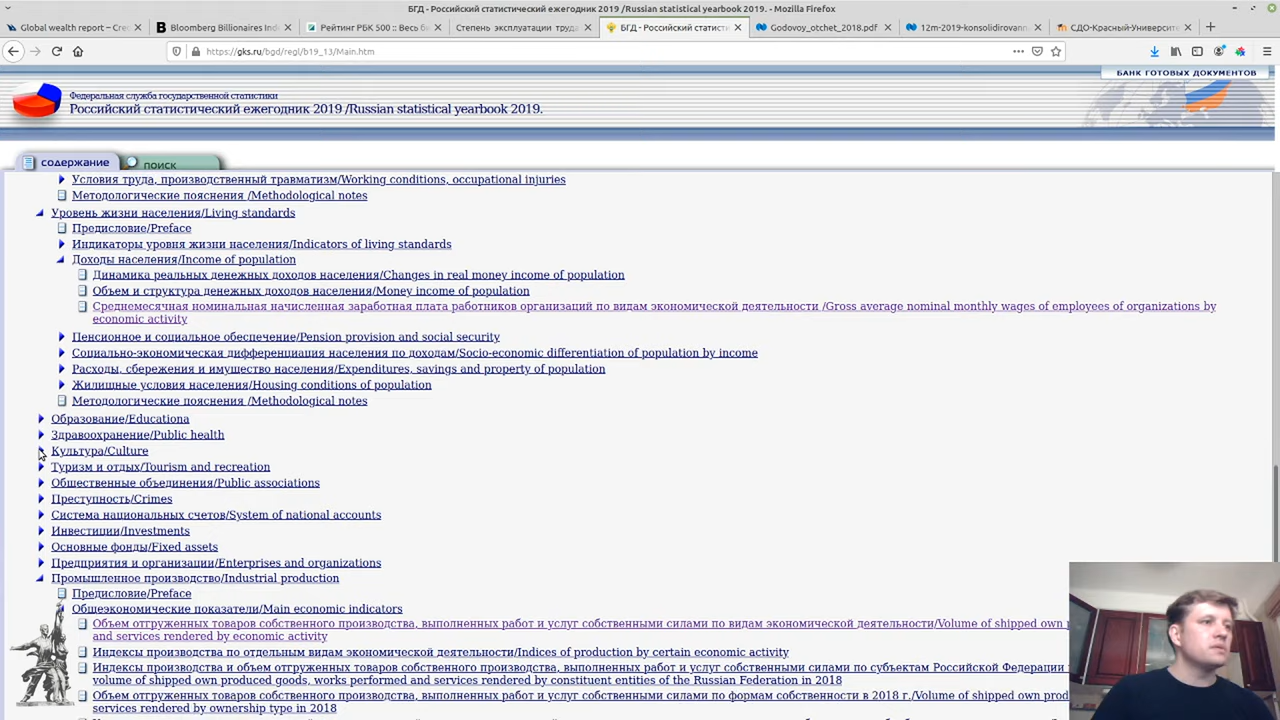 БГД - Российский статистический ежегодник 2019 /Russian statistical yearbook 2019. - Mozilla Firefox
Global wealth report – Cre
Bloomberg Billionaires Ind
Рейтинг РБК 500 :: Весь б
Степень эксплуатации труда
БГД - Российский статист
Godovoy_otchet_2018.pdf
12m-2019-konsolidirovann
СДО-Красный-Университе
https://gks.ru/bgd/regl/b19_13/Main.htm
БАНК ГОТОВЫХ ДОКУМЕНТОВ
Федеральная служба государственной статистики
Российский статистический ежегодник 2019 /Russian statistical yearbook 2019.
содержание
поиск
Условия труда, производственный травматизм/Working conditions, occupational injuries
Методологические пояснения /Methodological notes
Уровень жизни населения/Living standards
Предисловие/Preface
Индикаторы уровня жизни населения/Indicators of living standards
Доходы населения/Income of population
Динамика реальных денежных доходов населения/Changes in real money income of population
Объем и структура денежных доходов населения/Money income of population
Среднемесячная номинальная начисленная заработная плата работников организаций по видам экономической деятельности /Gross average nominal monthly wages of employees of organizations by
economic activity
Пенсионное и социальное обеспечение/Pension provision and social security
Социально-экономическая дифференциация населения по доходам/Socio-economic differentiation of population by income
Расходы, сбережения и имущество населения/Expenditures, savings and property of population
Жилищные условия населения/Housing conditions of population
Методологические пояснения /Methodological notes
Образование/Educationa
Здравоохранение/Public health
Культура/Culture
Туризм и отдых/Tourism and recreation
Общественные объединения/Public associations
Преступность/Crimes
Система национальных счетов/System of national accounts
Инвестиции/Investments
Основные фонды/Fixed assets
Предприятия и организации/Enterprises and organizations
Промышленное производство/Industrial production
Предисловие/Preface
Общеэкономические показатели/Main economic indicators
Объем отгруженных товаров собственного производства, выполненных работ и услуг собственными силами по видам экономической деятельности/Volume of shipped own p
and services rendered by economic activity
Индексы производства по отдельным видам экономической деятельности/Indices of production by certain economic activity
Индексы производства и объем отгруженных товаров собственного производства, выполненных работ и услуг собственными силами по субъектам Российской Федерации
volume of shipped own produced goods, works performed and services rendered by constituent entities of the Russian Federation in 2018
Объем отгруженных товаров собственного производства, выполненных работ и услуг собственными силами по формам собственности в 2018 г./Volume of shipped own prod
services rendered by ownership type in 2018